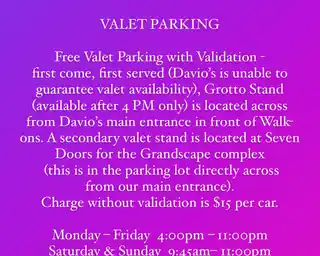 VALET PARKING
Free Valet Parking with Validation -
first come, first served (Davio's is unable to
guarantee valet availability), Grotto Stand
(available after 4 PM only) is located across
from Davio's main entrance in front of Walk-
ons. A secondary valet stand is located at Seven
Doors for the Grandscape complex
(this is in the parking lot directly across
from our main entrance).
Charge without validation is $15 per car.
Monday – Friday 4:00pm – 11:00pm
Saturday & Sunday 9:45am– 11:00pm